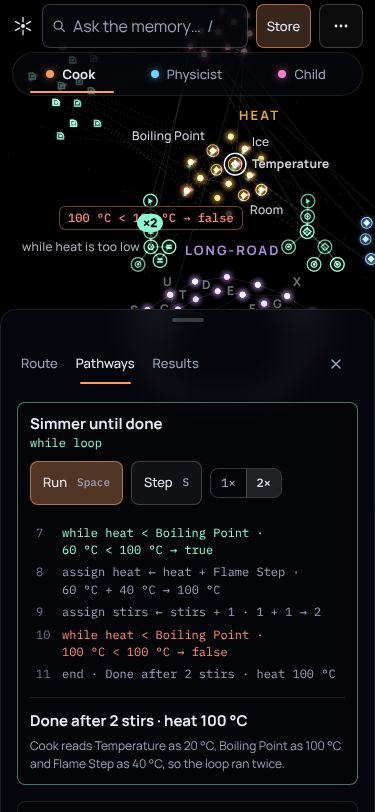 Ask the memory... /
Store
Cook
Physicist
Child
HEAT
Boiling Point
Ice
Temperature
Room
100 °C < 1
°C → false
×2
while heat is too low
LONG-ROAD
U
T
D
E
X
G
Route
Pathways
Results
Simmer until done
while loop
Run Space
Step S
1×
2×
7 while heat < Boiling Point ·
60 °C < 100 °C → true
8 assign heat ← heat + Flame Step ·
60 °C + 40 °C → 100 °C
9 assign stirs ← stirs + 1 · 1 + 1 → 2
10 while heat < Boiling Point ·
100 °C < 100 °C → false
11 end · Done after 2 stirs · heat 100 °C
Done after 2 stirs · heat 100 °C
Cook reads Temperature as 20 °C, Boiling Point as 100 °C
and Flame Step as 40 °C, so the loop ran twice.